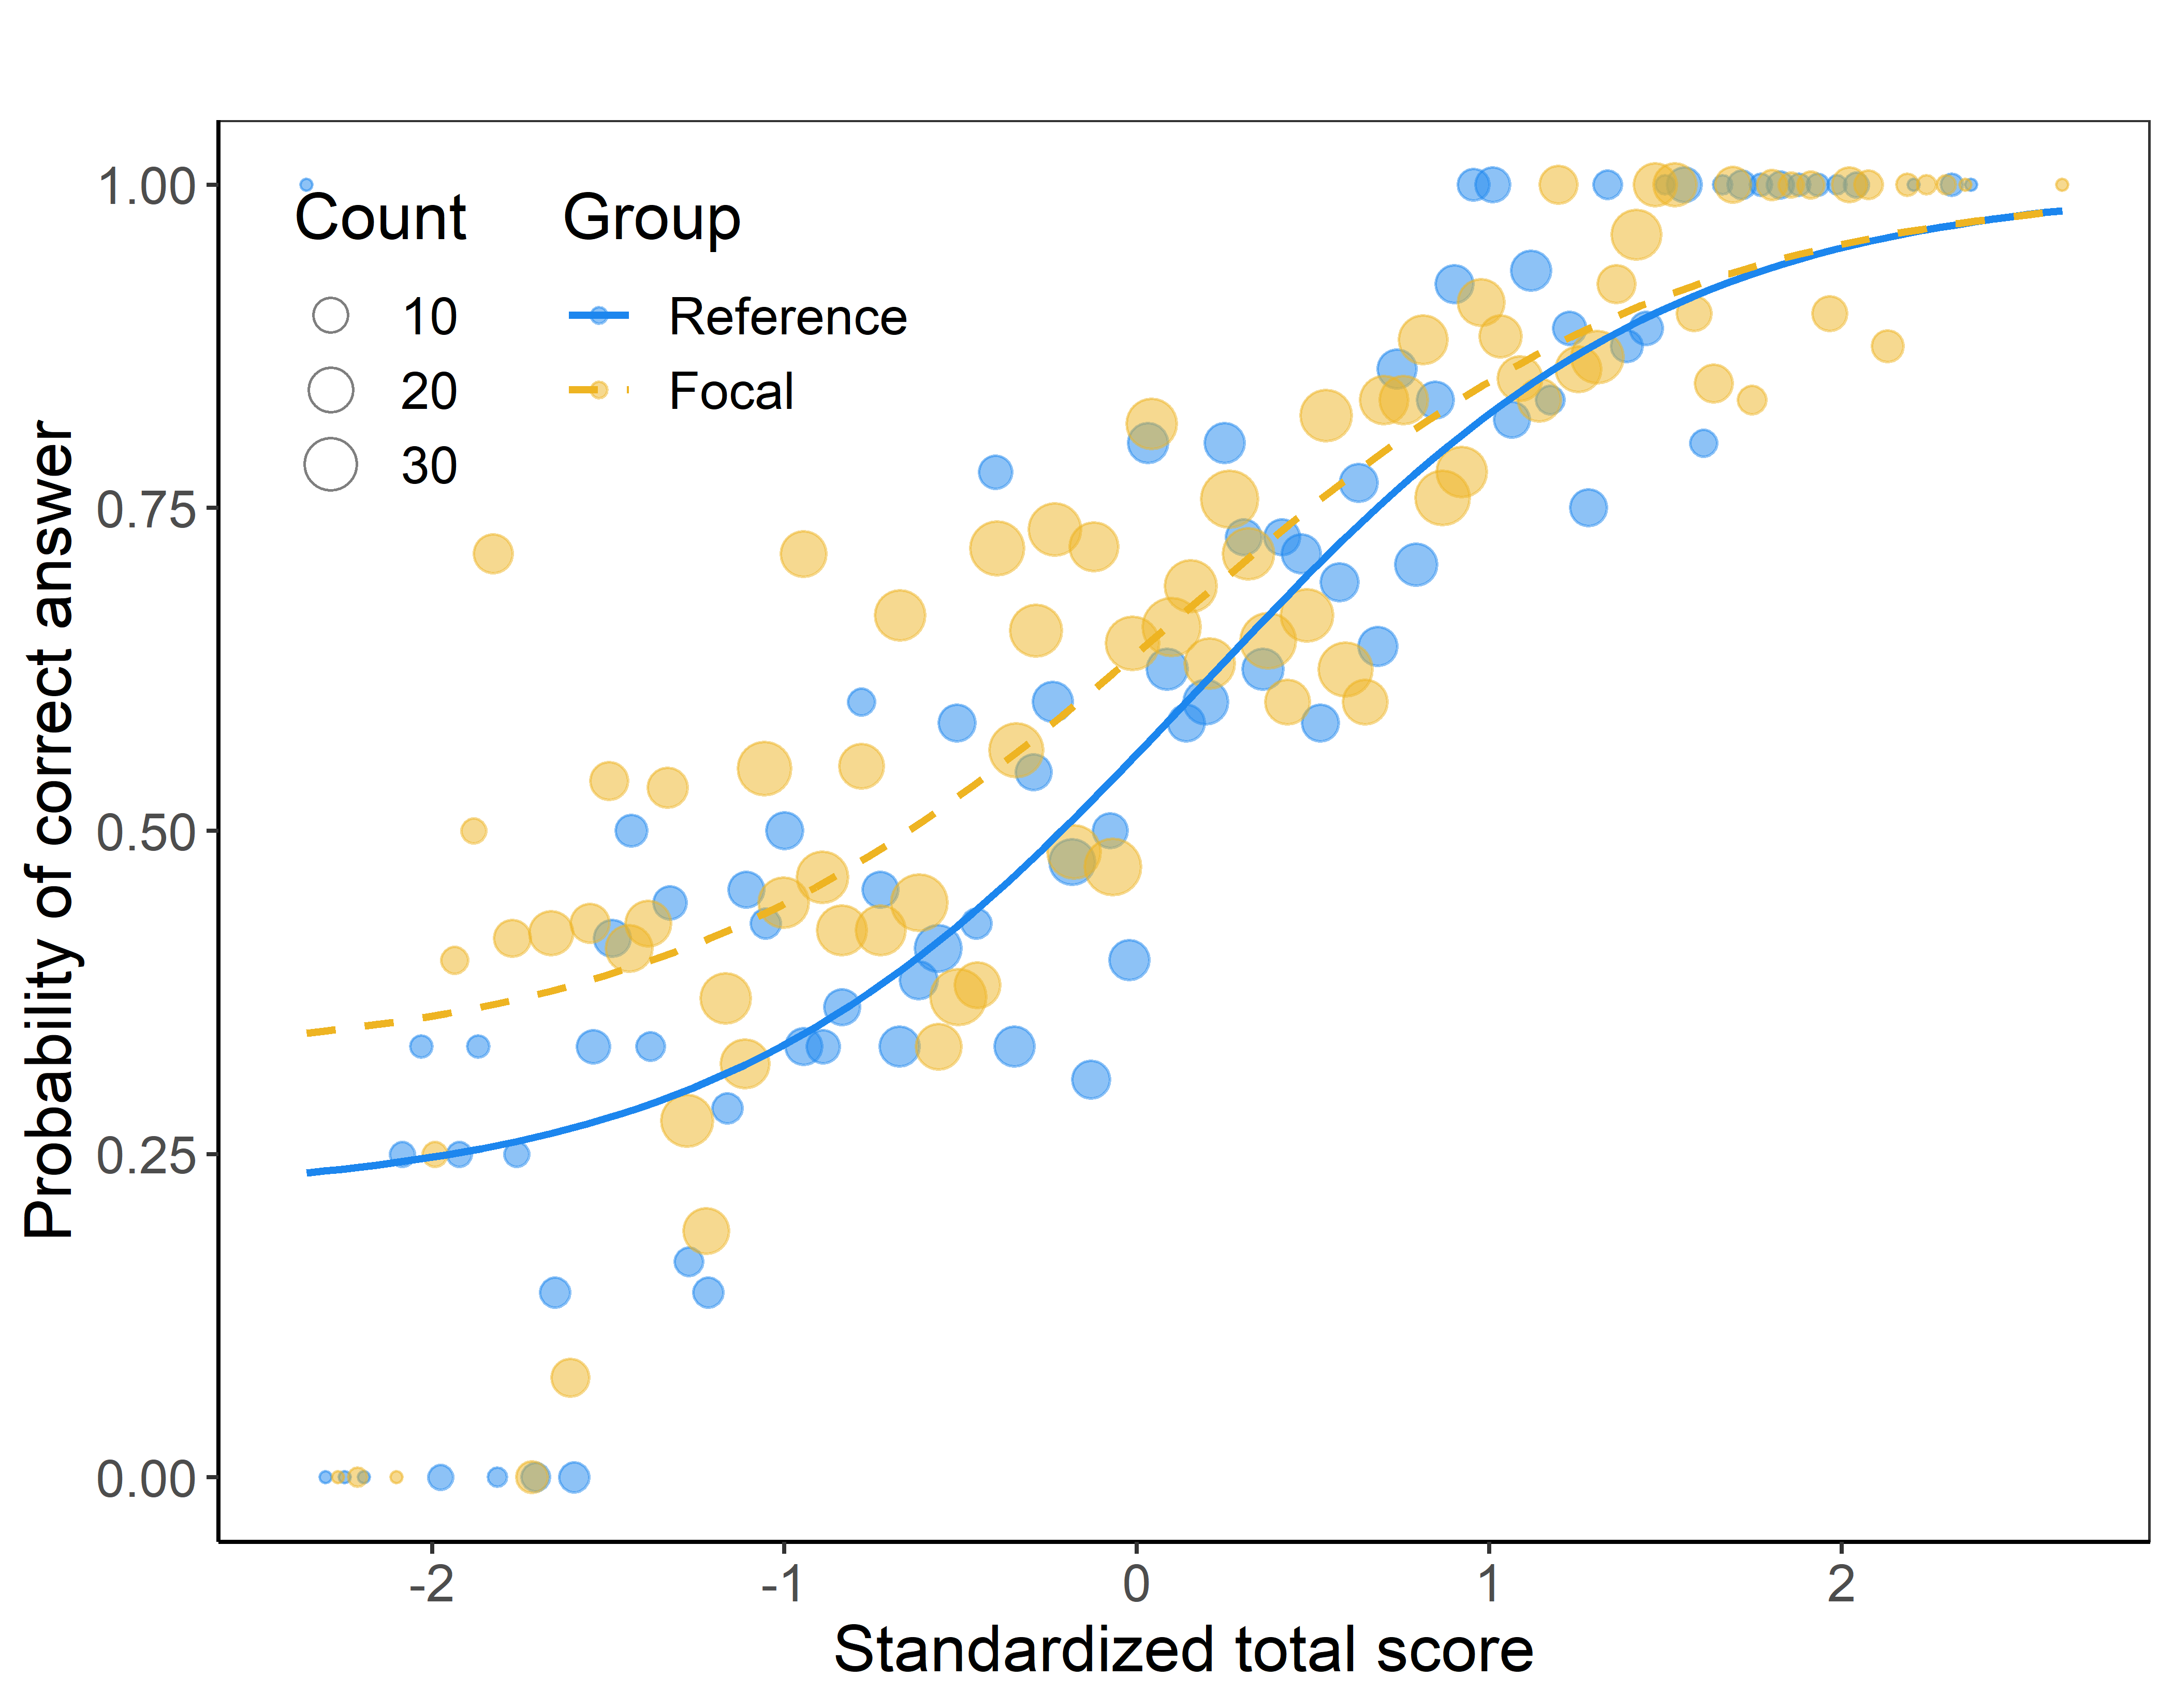 Count
10
20
30
Group
Reference
Focal
Probability of correct answer
1.00
0.75
0.50
0.25
0.00
-2
-1
0
1
2
Standardized total score